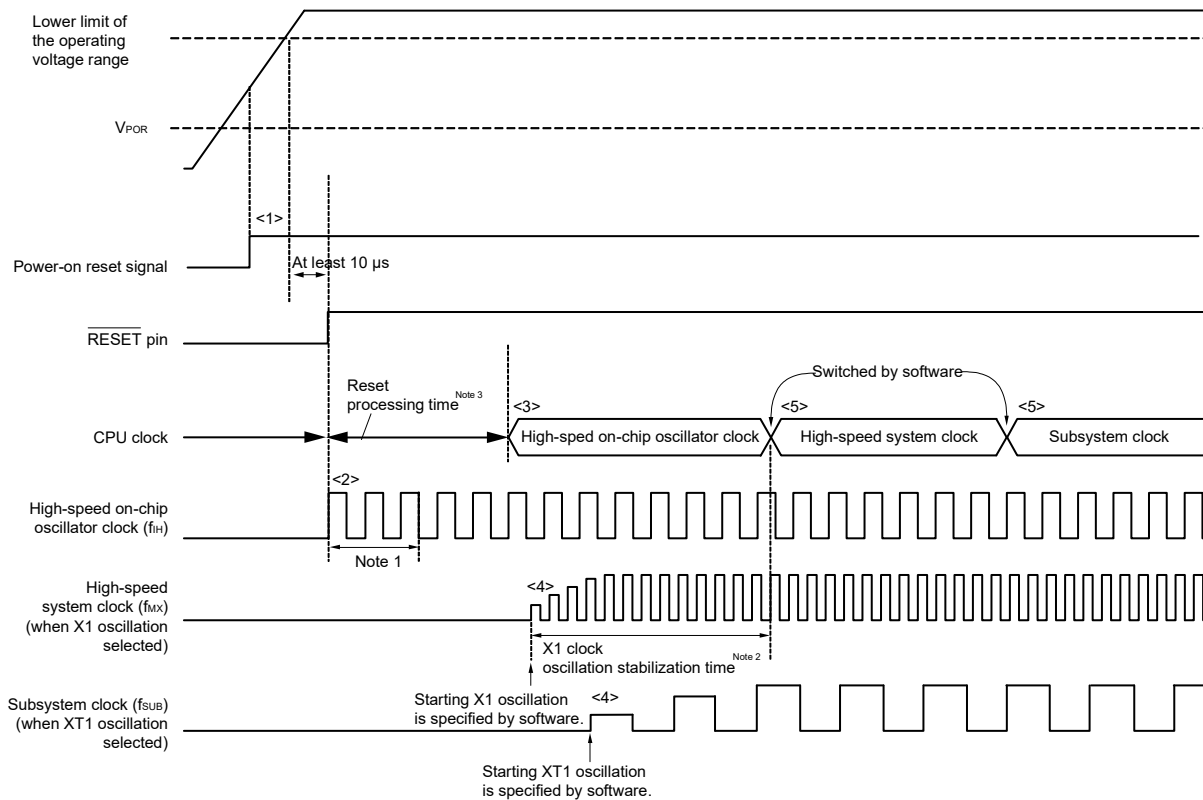 Lower limit of
the operating
voltage range
VPOR
<1>
Power-on reset signal
At least 10 µs
RESET pin
Reset
processing time Note 3
Switched by software
<3>
<5>
<5>
CPU clock
High-sped on-chip oscillator clock
High-speed system clock
Subsystem clock
<2>
High-speed on-chip
oscillator clock (fIH)
Note 1
High-speed
system clock (fMX)
(when X1 oscillation
selected)
<4>
X1 clock
oscillation stabilization time Note 2
Starting X1 oscillation
is specified by software.
<4>
Subsystem clock (fSUB)
(when XT1 oscillation
selected)
Starting XT1 oscillation
is specified by software.